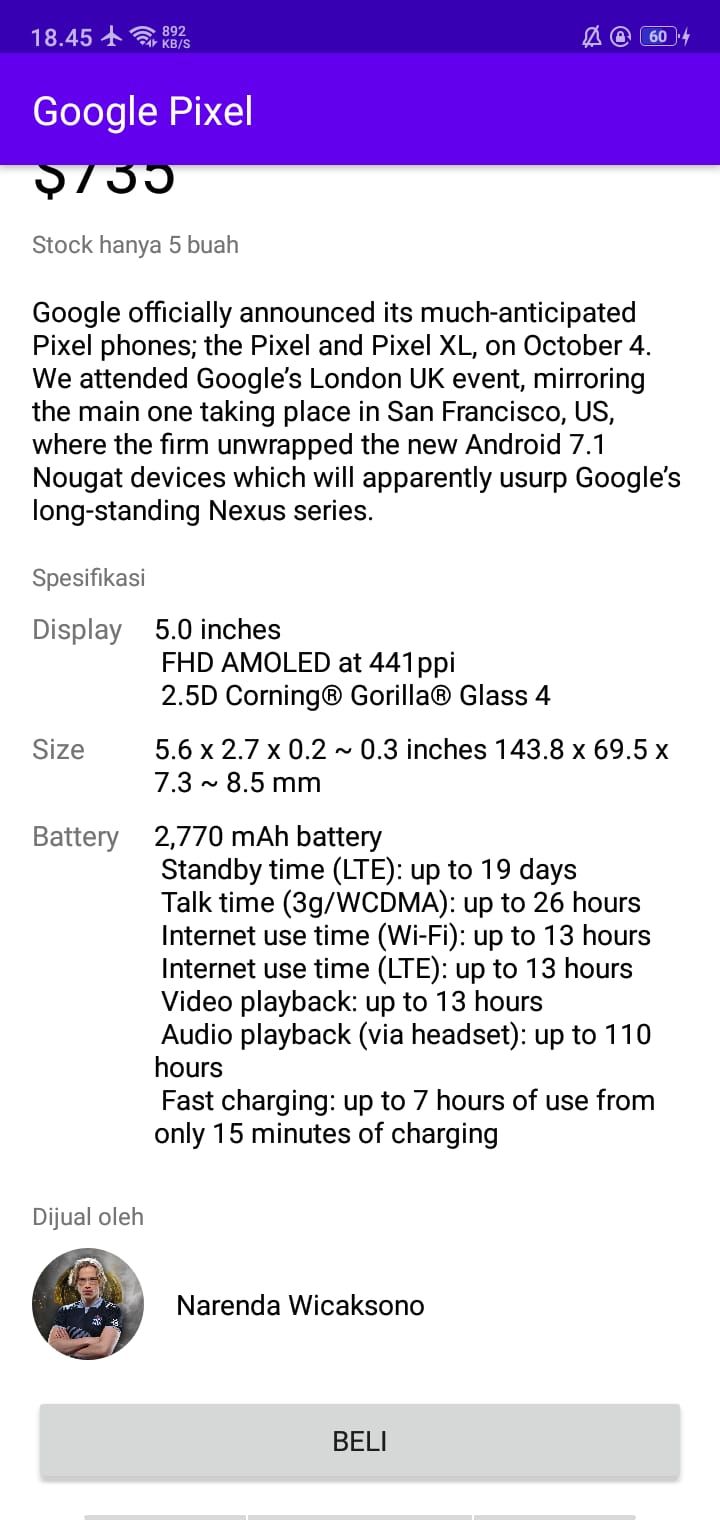 18.45 892 KB/S 60
Google Pixel
$735
Stock hanya 5 buah
Google officially announced its much-anticipated
Pixel phones; the Pixel and Pixel XL, on October 4.
We attended Google’s London UK event, mirroring
the main one taking place in San Francisco, US,
where the firm unwrapped the new Android 7.1
Nougat devices which will apparently usurp Google’s
long-standing Nexus series.
Spesifikasi
Display 5.0 inches
FHD AMOLED at 441ppi
2.5D Corning® Gorilla® Glass 4
Size 5.6 x 2.7 x 0.2 ~ 0.3 inches 143.8 x 69.5 x
7.3 ~ 8.5 mm
Battery 2,770 mAh battery
Standby time (LTE): up to 19 days
Talk time (3g/WCDMA): up to 26 hours
Internet use time (Wi-Fi): up to 13 hours
Internet use time (LTE): up to 13 hours
Video playback: up to 13 hours
Audio playback (via headset): up to 110
hours
Fast charging: up to 7 hours of use from
only 15 minutes of charging
Dijual oleh
Narenda Wicaksono
BELI